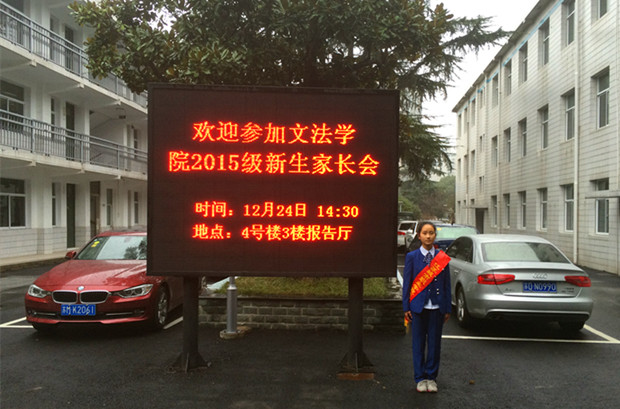 欢迎参加文法学
院2015级新生家长会
时间：12月24日 14:30
地点：4号楼3楼报告厅